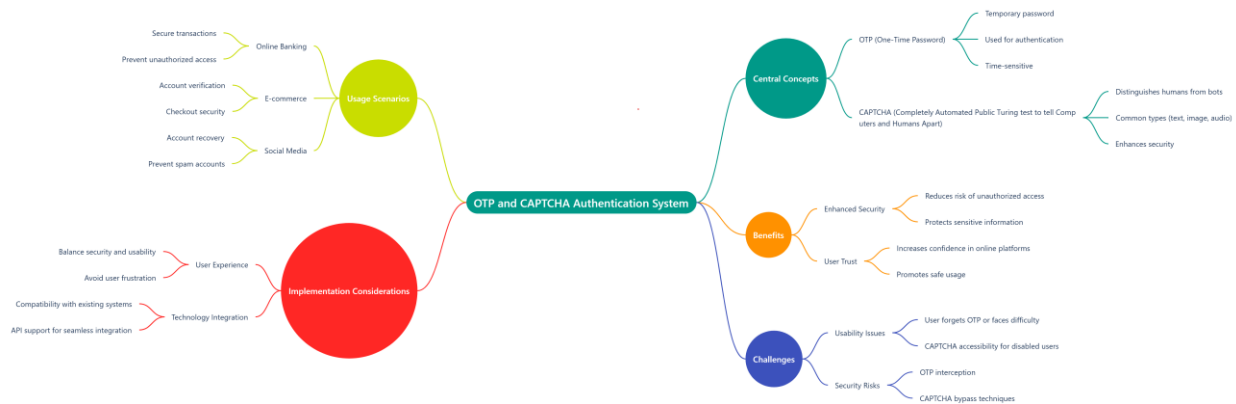 OTP and CAPTCHA Authentication System
Usage Scenarios
Online Banking
Secure transactions
Prevent unauthorized access
E-commerce
Account verification
Checkout security
Social Media
Account recovery
Prevent spam accounts
Implementation Considerations
User Experience
Balance security and usability
Avoid user frustration
Technology Integration
Compatibility with existing systems
API support for seamless integration
Central Concepts
OTP (One-Time Password)
Temporary password
Used for authentication
Time-sensitive
CAPTCHA (Completely Automated Public Turing test to tell Comp
uters and Humans Apart)
Distinguishes humans from bots
Common types (text, image, audio)
Enhances security
Benefits
Enhanced Security
Reduces risk of unauthorized access
Protects sensitive information
User Trust
Increases confidence in online platforms
Promotes safe usage
Challenges
Usability Issues
User forgets OTP or faces difficulty
CAPTCHA accessibility for disabled users
Security Risks
OTP interception
CAPTCHA bypass techniques